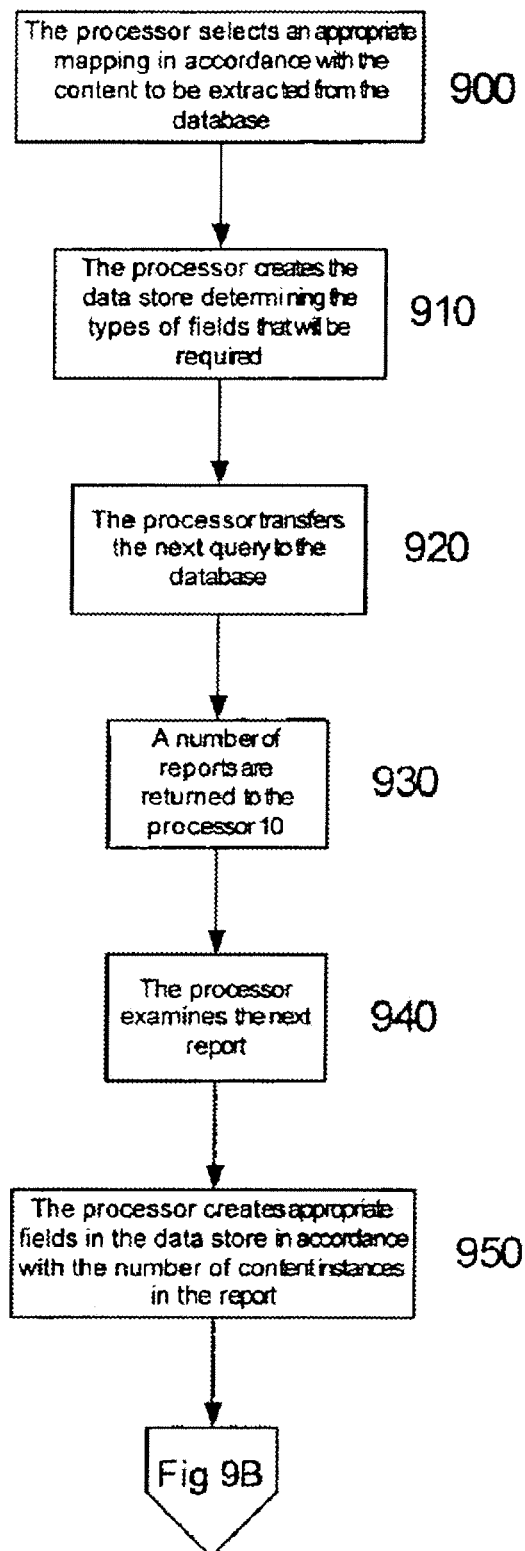 The processor selects an appropriate
mapping in accordance with the
content to be extracted from the
database
900
The processor creates the
data store determining the
types of fields that will be
required
910
The processor transfers
the next query to the
database
920
A number of
reports are
returned to the
processor 10
930
The processor
examines the next
report
940
The processor creates appropriate
fields in the data store in accordance
with the number of content instances
in the report
950
Fig 9B